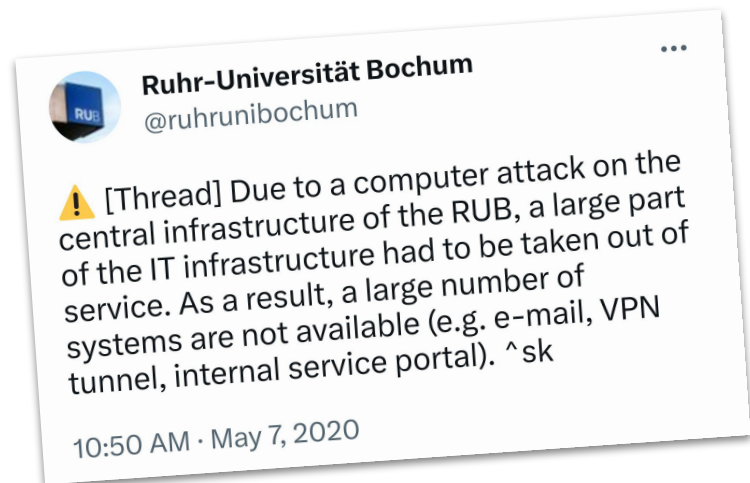 Ruhr-Universität Bochum
@ruhrunibochum
RUB
⚠️ [Thread] Due to a computer attack on the
central infrastructure of the RUB, a large part
of the IT infrastructure had to be taken out of
service. As a result, a large number of
systems are not available (e.g. e-mail, VPN
tunnel, internal service portal). ^sk
10:50 AM · May 7, 2020